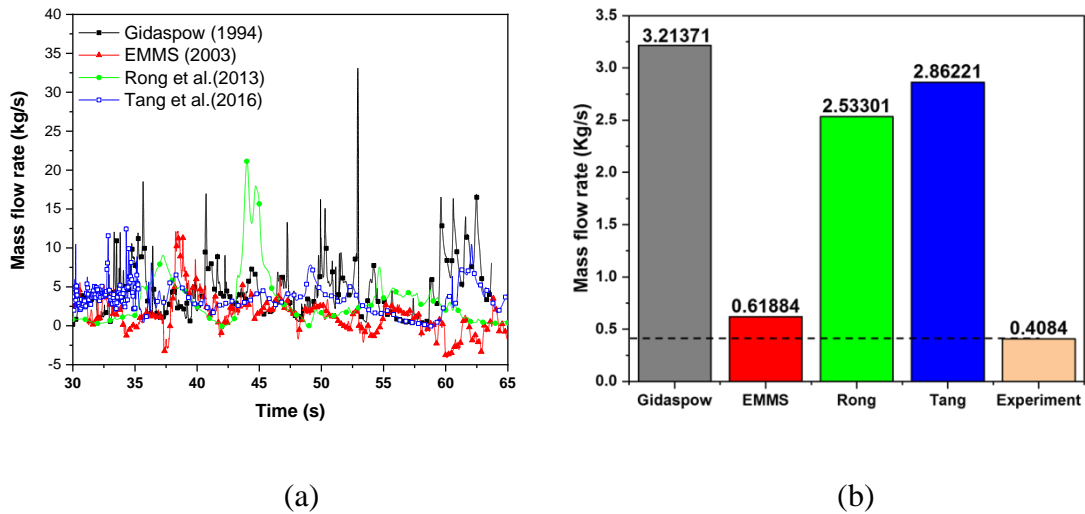 40
35
30
25
20
15
10
5
0
-5
30 35 40 45 50 55 60 65
Mass flow rate (kg/s)
Time (s)
Gidaspow (1994)
EMMS (2003)
Rong et al.(2013)
Tang et al.(2016)
(a)
3.5
3.0
2.5
2.0
1.5
1.0
0.5
0.0
Mass flow rate (Kg/s)
3.21371
0.61884
2.53301
2.86221
0.4084
Gidaspow EMMS Rong Tang Experiment
(b)